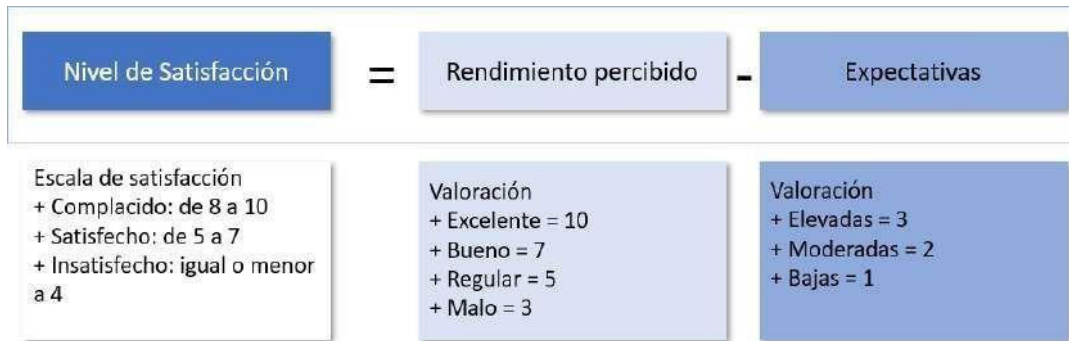 Nivel de Satisfacción
=
Rendimiento percibido
-
Expectativas
Escala de satisfacción
+ Complacido: de 8 a 10
+ Satisfecho: de 5 a 7
+ Insatisfecho: igual o menor
a 4
Valoración
+ Excelente = 10
+ Bueno = 7
+ Regular = 5
+ Malo = 3
Valoración
+ Elevadas = 3
+ Moderadas = 2
+ Bajas = 1